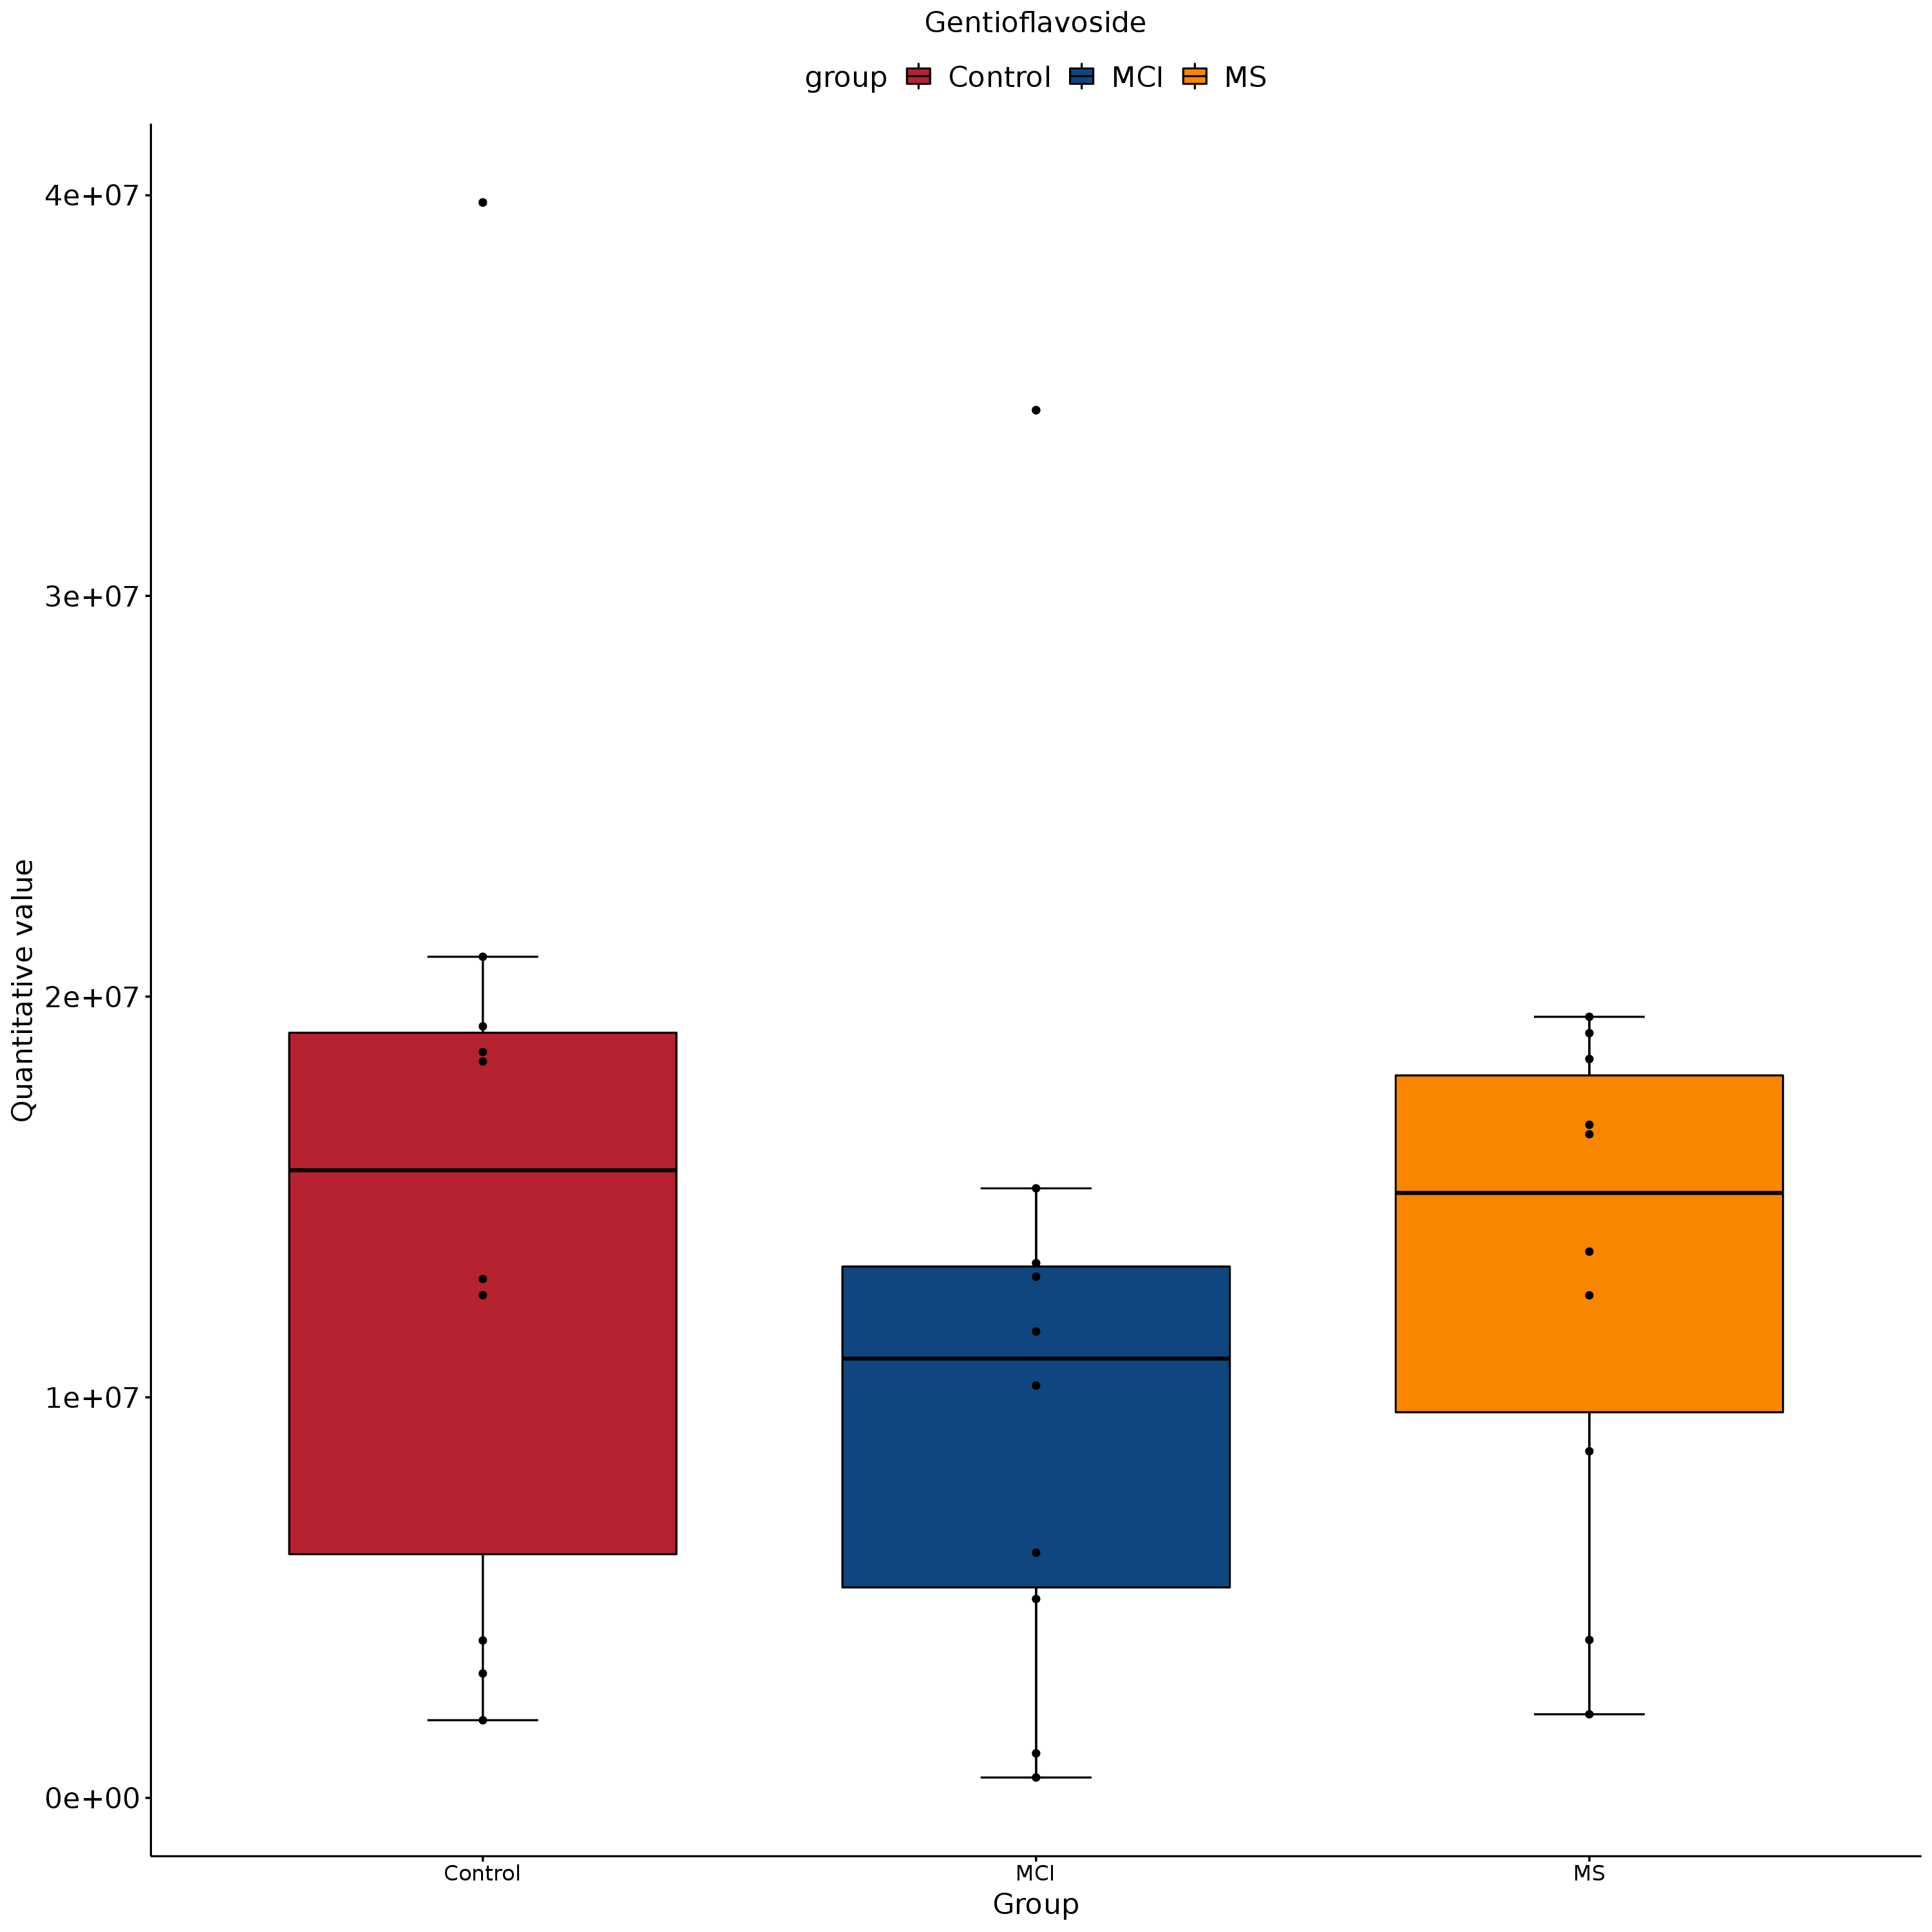 Gentioflavoside
group Control MCI MS
4e+07
3e+07
2e+07
1e+07
0e+00
Quantitative value
Control MCI MS
Group